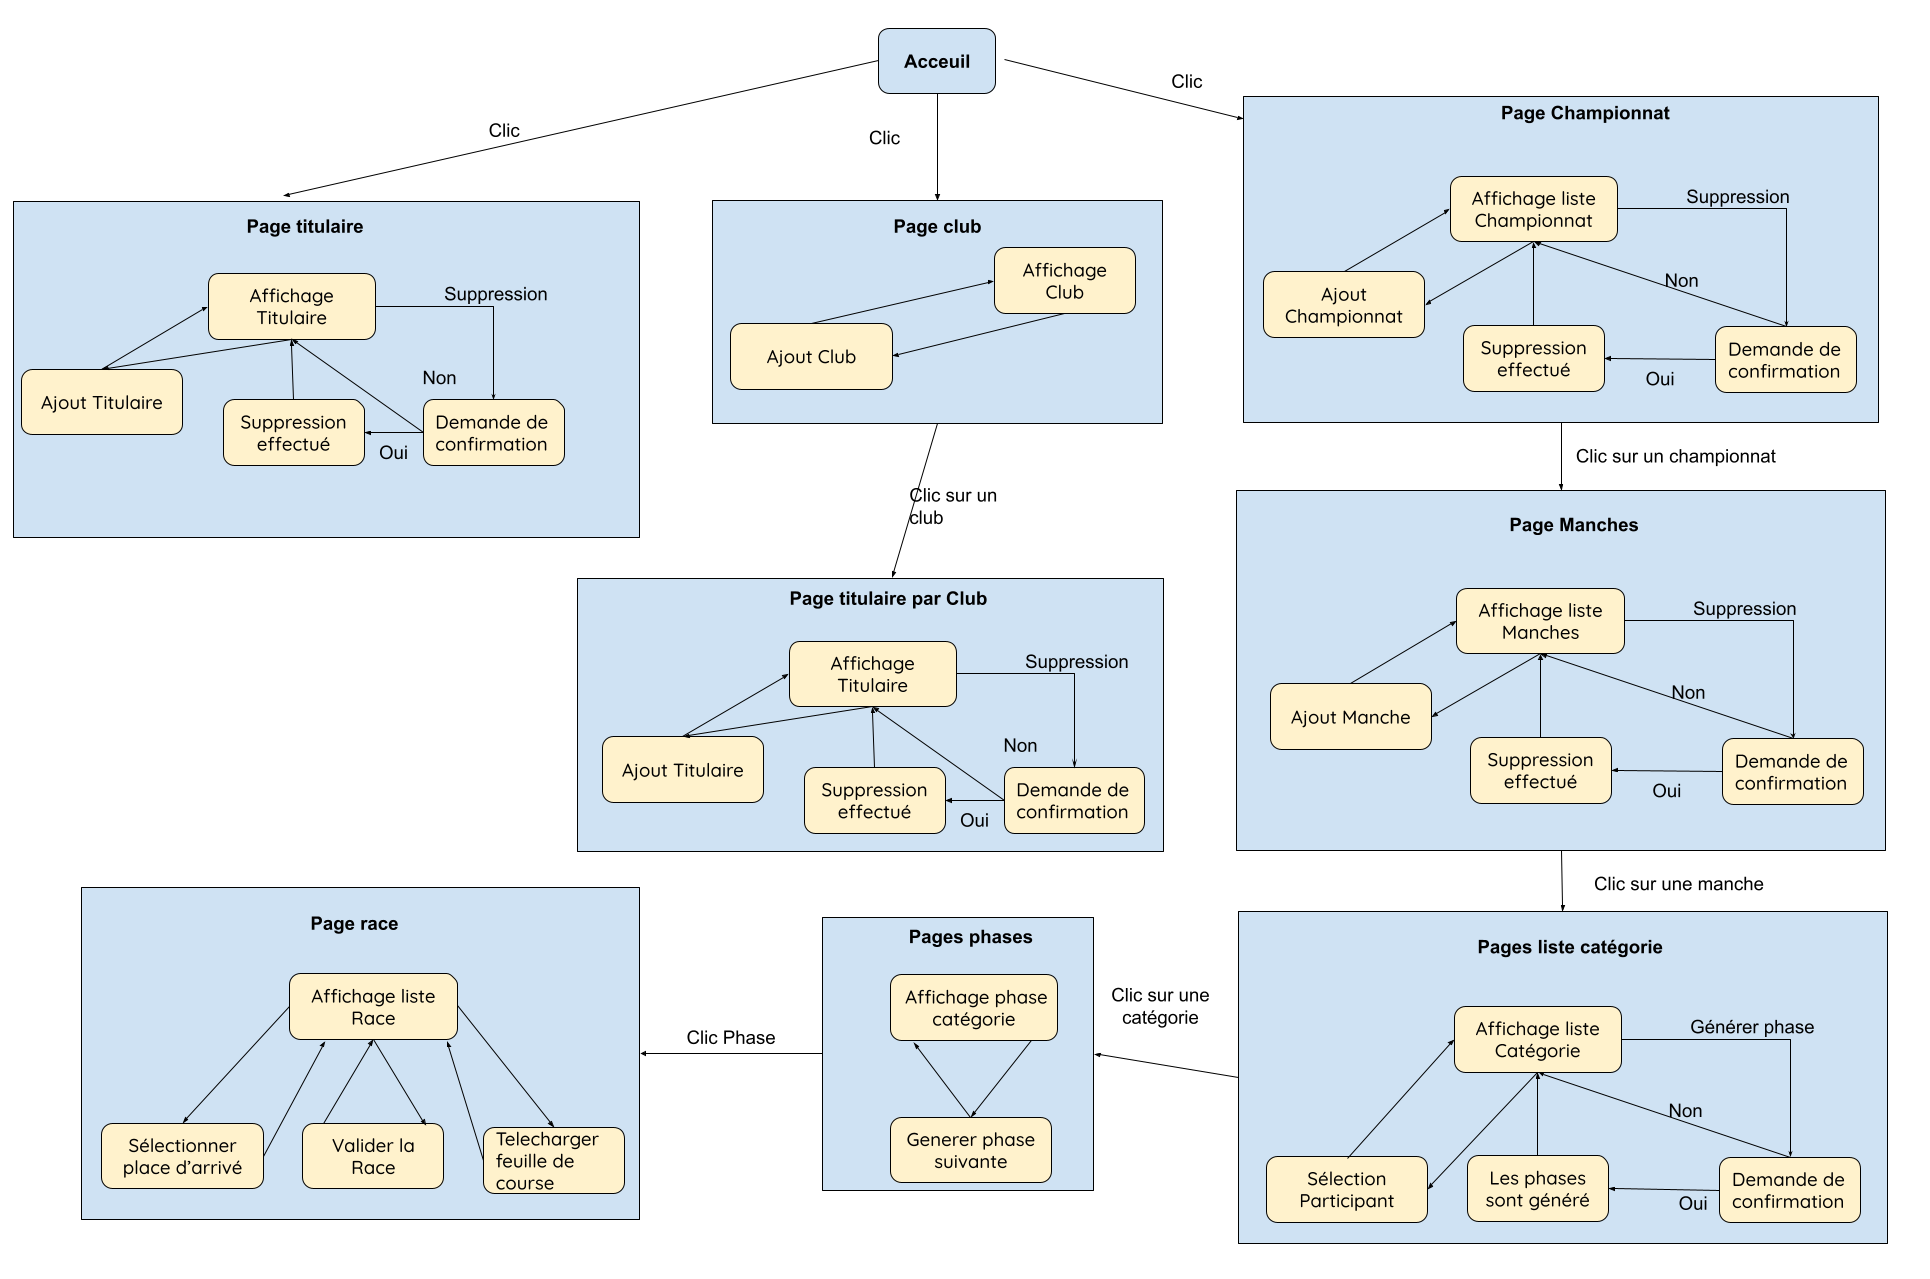 Acceuil
Clic
Clic
Clic
Page titulaire
Affichage
Titulaire
Suppression
Ajout Titulaire
Non
Suppression
effectué
Oui
Demande de
confirmation
Page club
Affichage
Club
Ajout Club
Clic sur un
club
Page Championnat
Affichage liste
Championnat
Suppression
Ajout
Championnat
Non
Suppression
effectué
Oui
Demande de
confirmation
Clic sur un championnat
Page titulaire par Club
Affichage
Titulaire
Suppression
Ajout Titulaire
Non
Suppression
effectué
Oui
Demande de
confirmation
Page Manches
Affichage liste
Manches
Suppression
Ajout Manche
Non
Suppression
effectué
Oui
Demande de
confirmation
Clic sur une manche
Pages liste catégorie
Affichage liste
Catégorie
Générer phase
Sélection
Participant
Non
Les phases
sont généré
Oui
Demande de
confirmation
Clic sur une
catégorie
Pages phases
Affichage phase
catégorie
Generer phase
suivante
Clic Phase
Page race
Affichage liste
Race
Sélectionner
place d'arrivé
Valider la
Race
Telecharger
feuille de
course